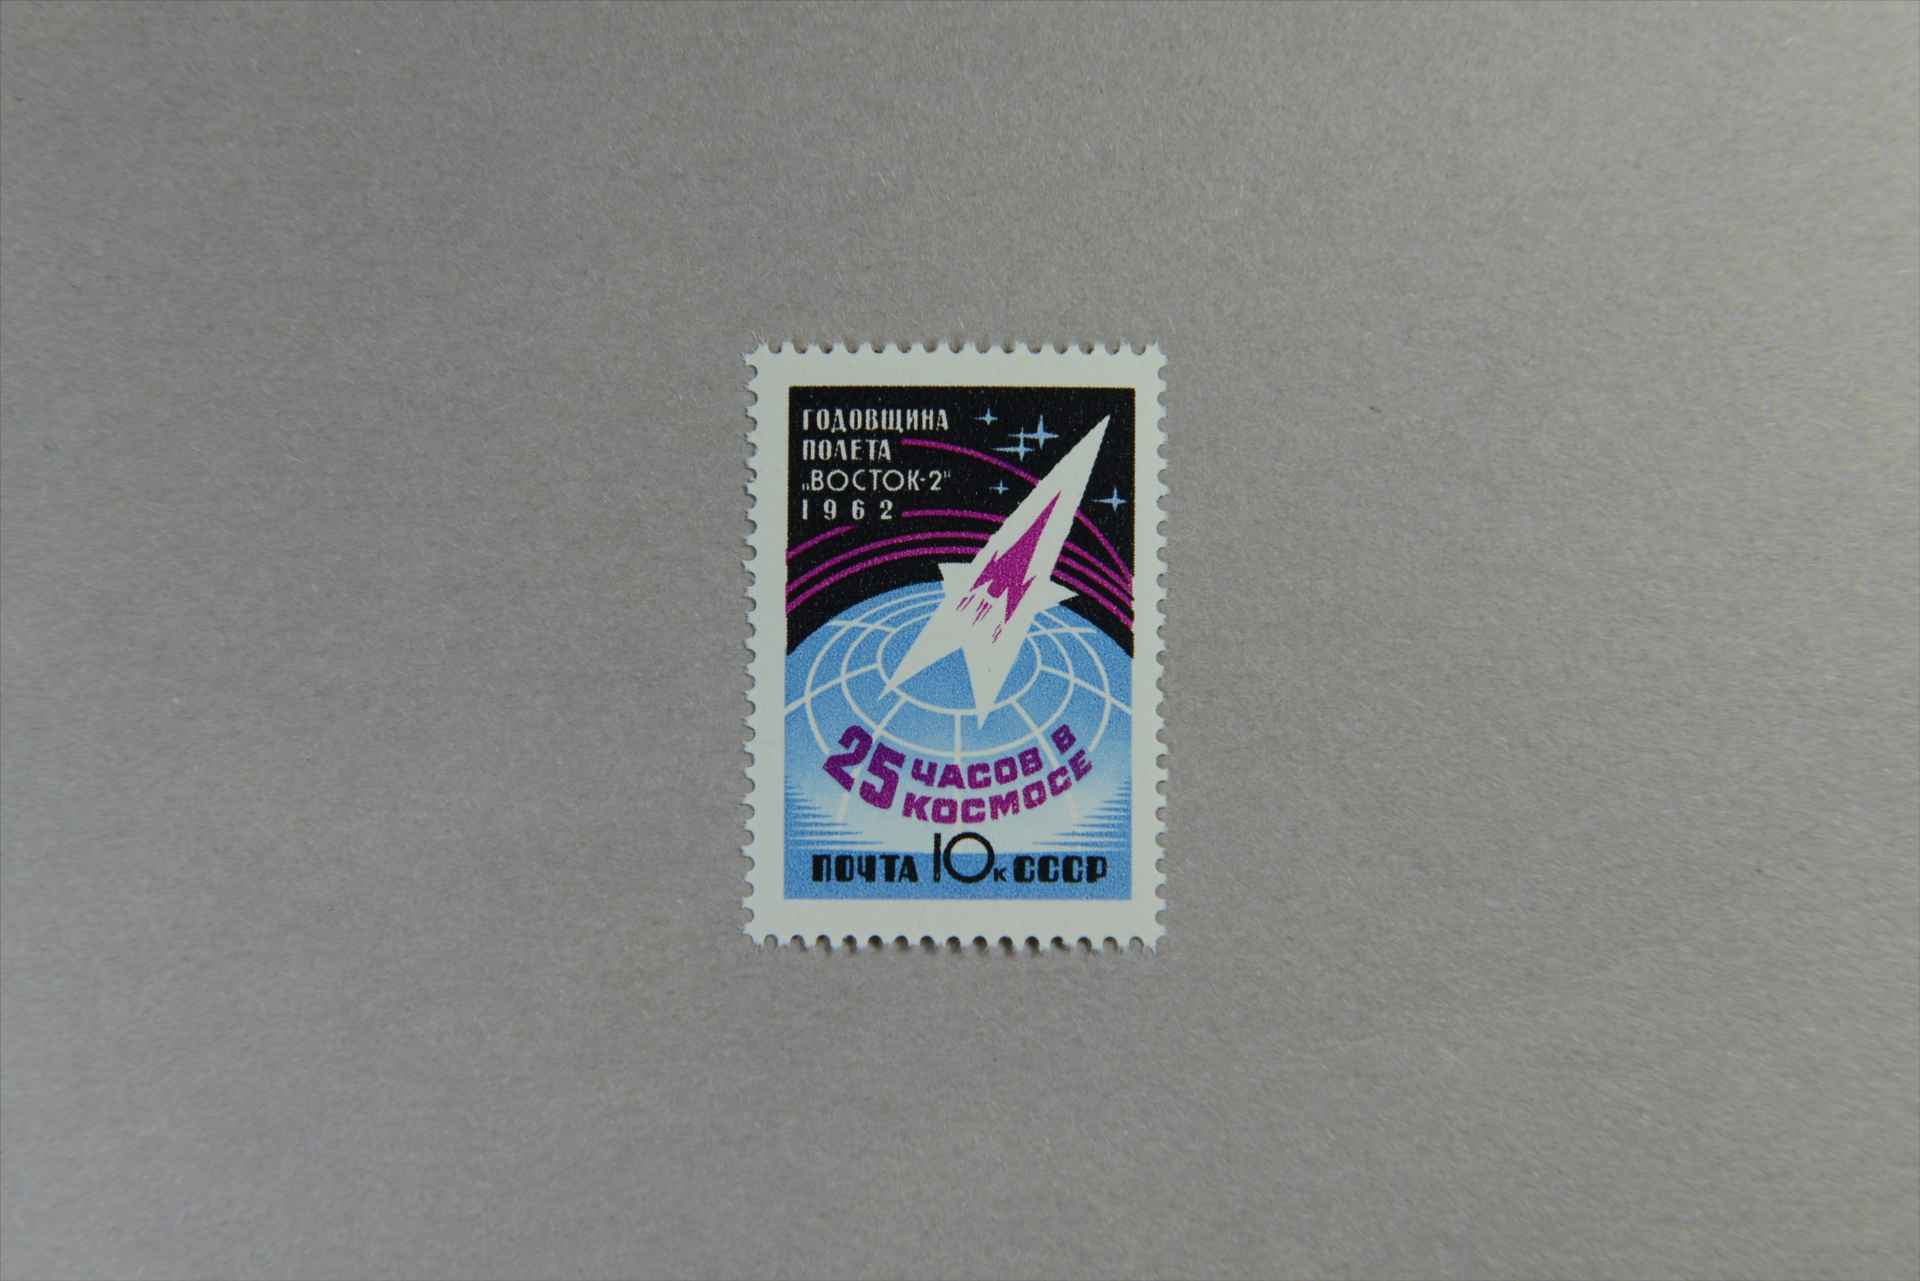 ГОДОВЩИНА
ПОЛЕТА
„ВОСТОК-2"
1962
25 ЧАСОВ В
КОСМОСЕ
ПОЧТА 10к СССР